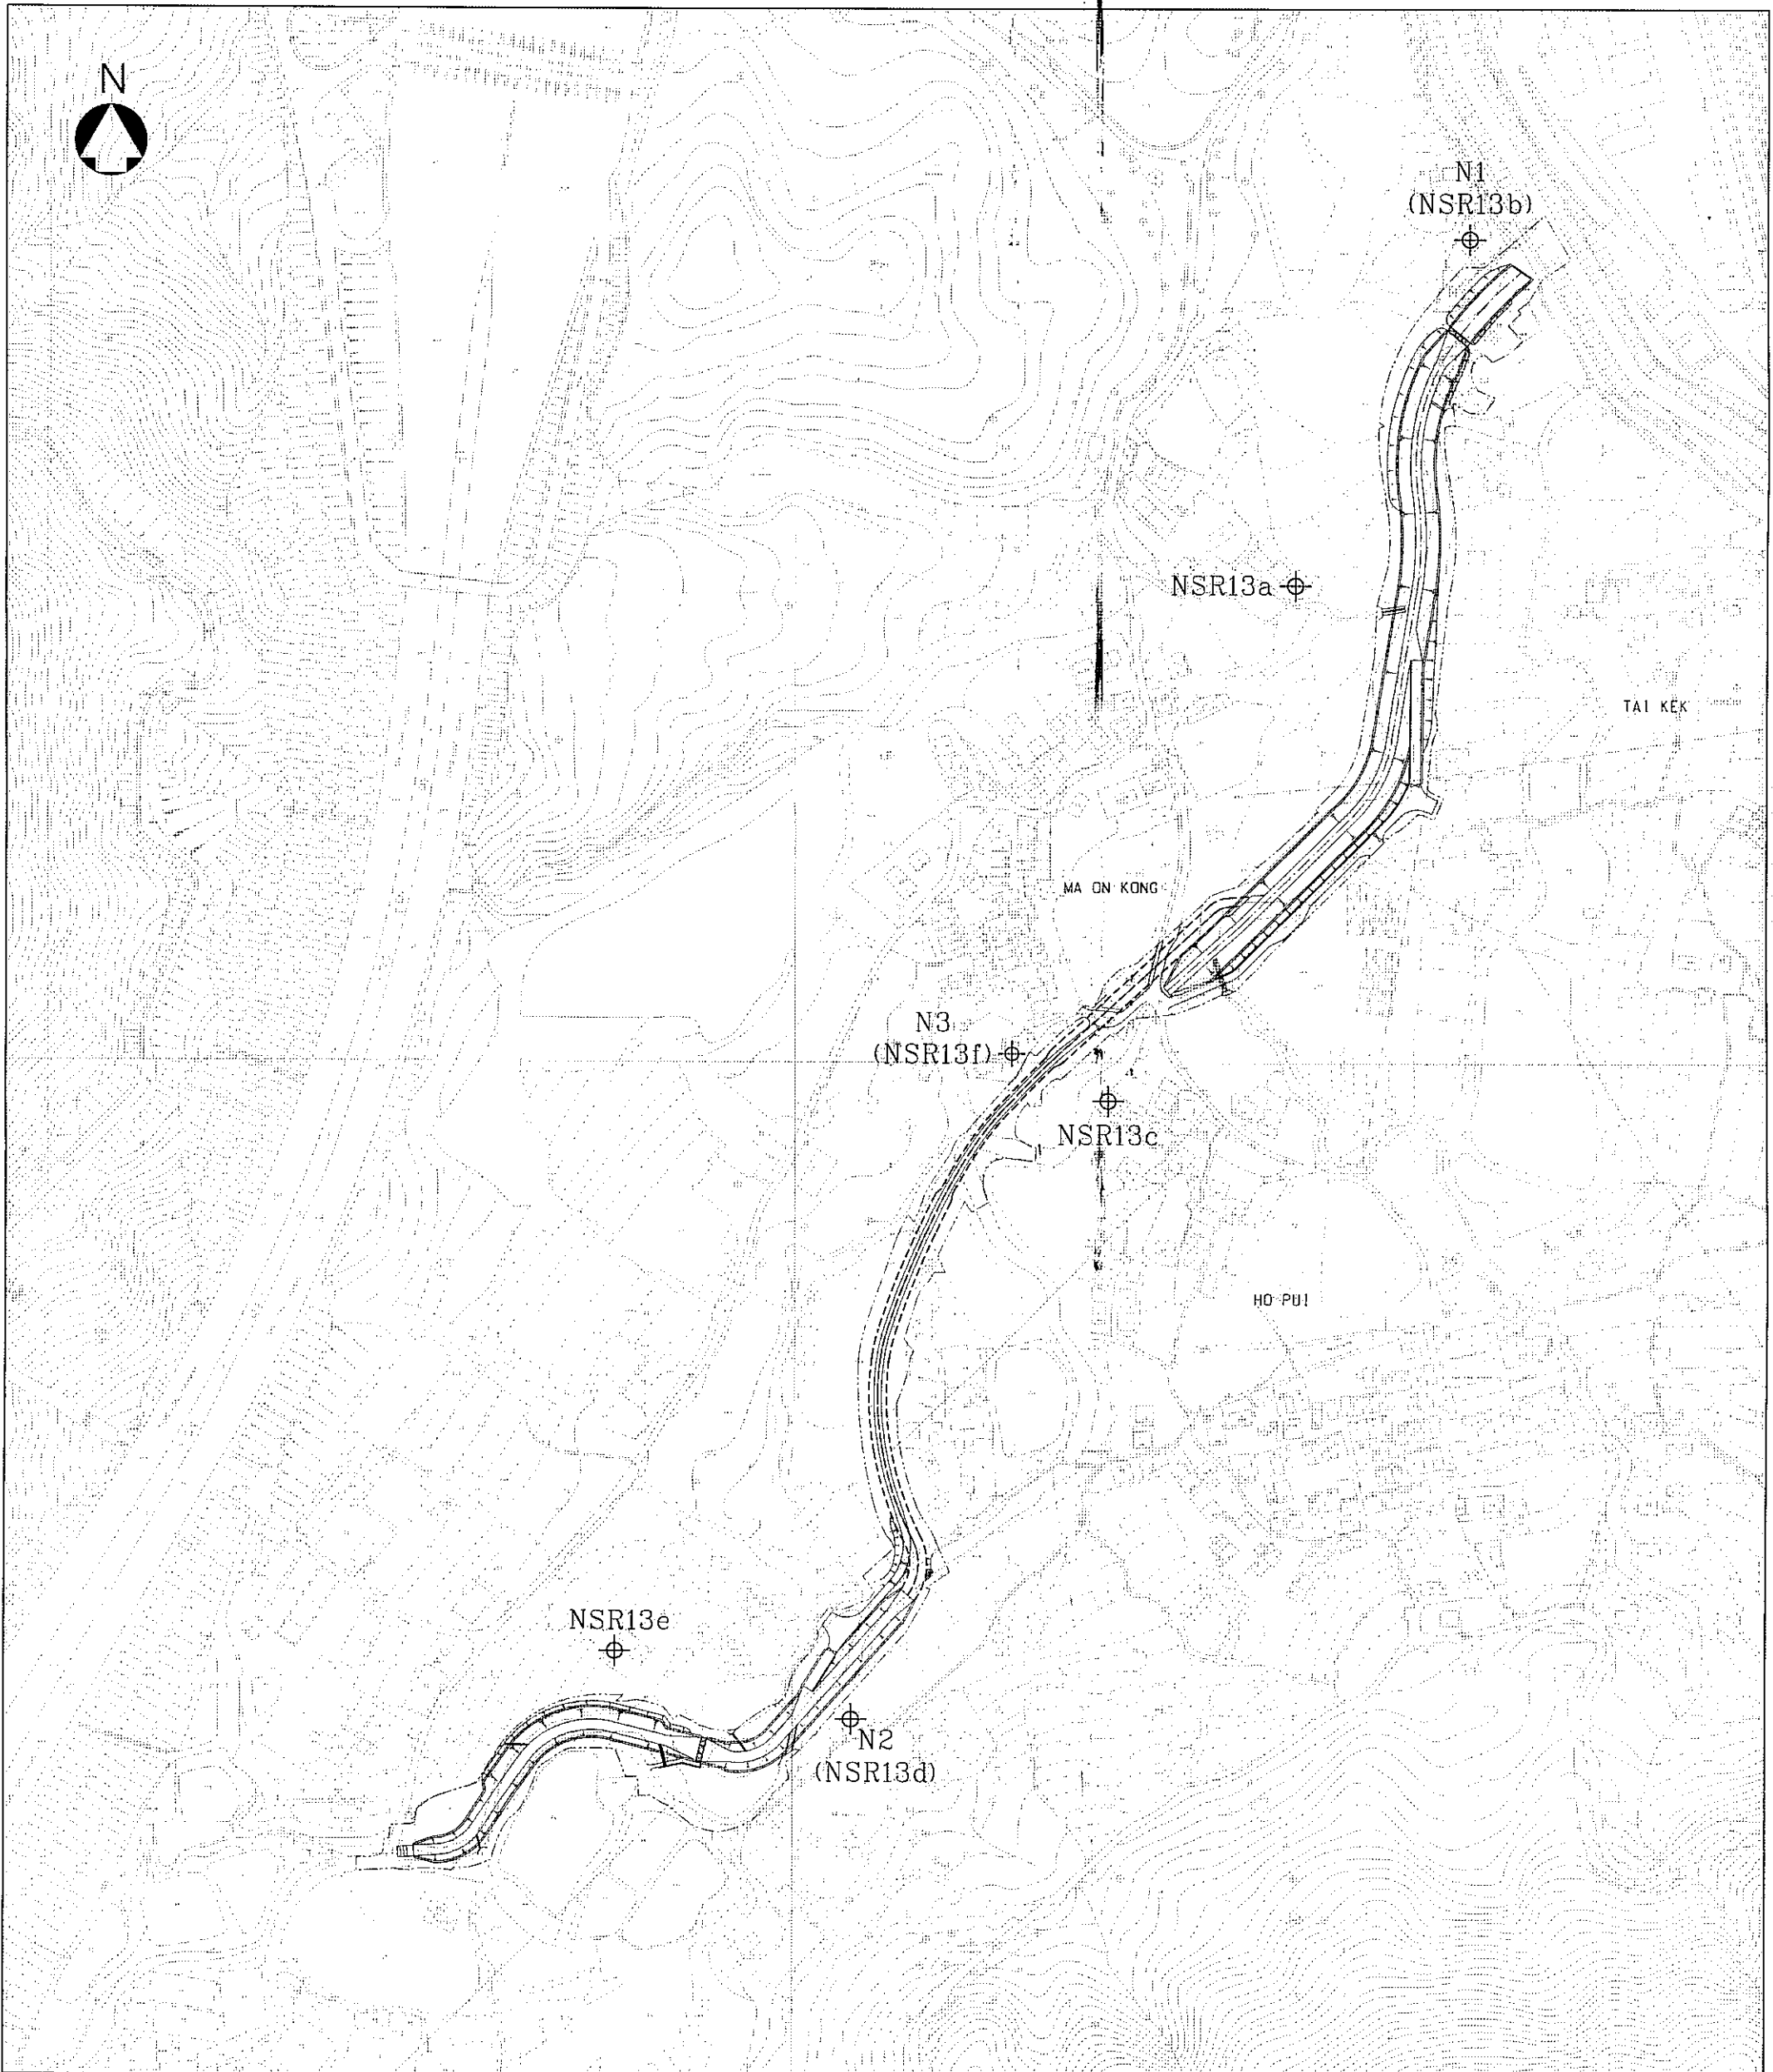 N
N1
(NSR13b)
NSR13a
TAI KEK
MA ON KONG
N3
(NSR13f)
NSR13c
HO PUI
NSR13e
N2
(NSR13d)